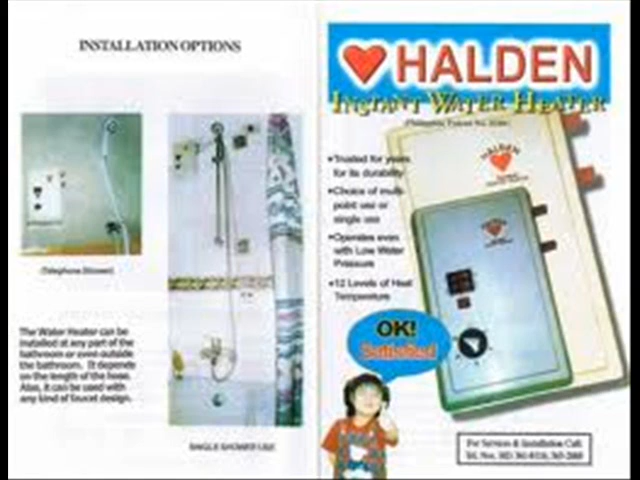 INSTALLATION OPTIONS
(Telephone Shower)
The Water Heater can be
installed at any part of the
bathroom or even outside
the bathroom. It depends
on the length of the hose.
Also, it can be used with
any kind of faucet design.
SINGLE SHOWER USE
HALDEN
INSTANT WATER HEATER
•Trusted for years
for its durability
•Choice of multi-
point use or
single use
•Operates even
with Low Water
Pressure
•12 Levels of Heat
Temperature
HALDEN
OK!
Satisfied
For Service & Installation Call:
Tel. Nos.